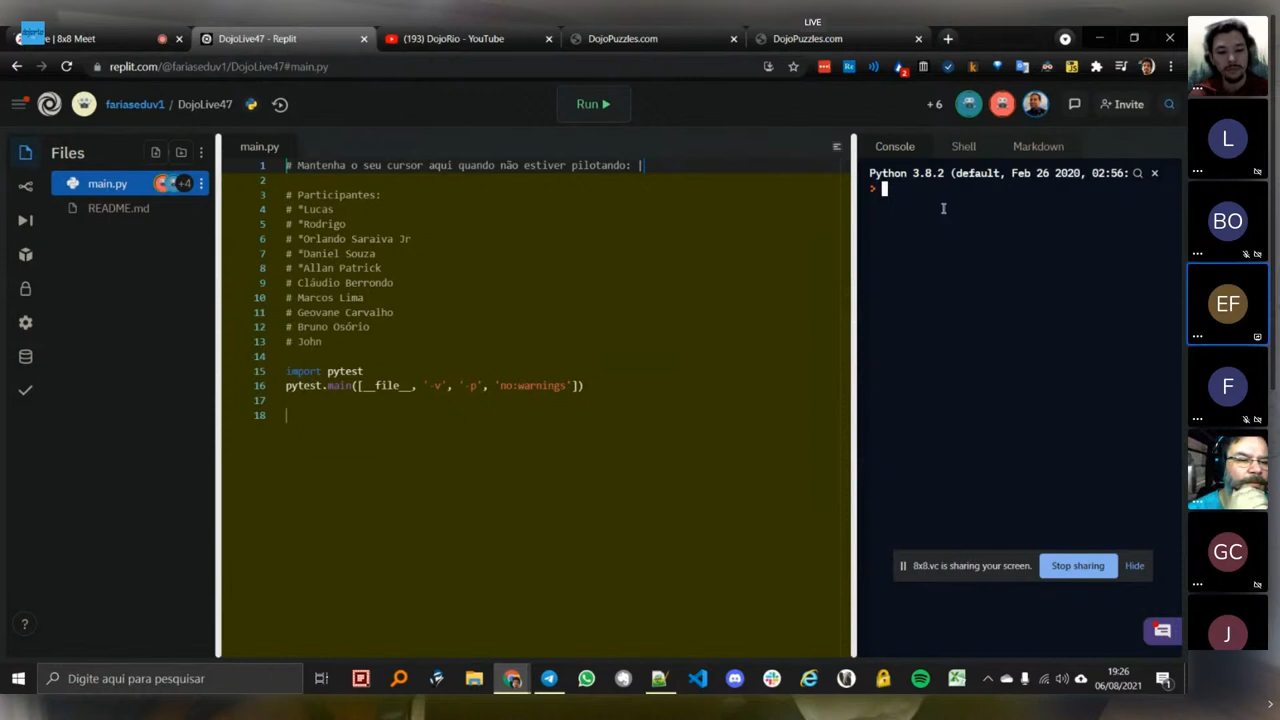 LIVE
dojorio
| 8x8 Meet
DojoLive47 - Replit
(193) DojoRio - YouTube
DojoPuzzles.com
DojoPuzzles.com
replit.com/@fariaseduv1/DojoLive47#main.py
fariaseduv1 / DojoLive47
Run
+ 6
Invite
Files
main.py
+4
README.md
main.py
1 # Mantenha o seu cursor aqui quando não estiver pilotando: |
2
3 # Participantes:
4 # *Lucas
5 # *Rodrigo
6 # *Orlando Saraiva Jr
7 # *Daniel Souza
8 # *Allan Patrick
9 # Cláudio Berrondo
10 # Marcos Lima
11 # Geovane Carvalho
12 # Bruno Osório
13 # John
14
15 import pytest
16 pytest.main([__file__, '-v', '-p', 'no:warnings'])
17
18
Console
Shell
Markdown
Python 3.8.2 (default, Feb 26 2020, 02:56:
>
8x8.vc is sharing your screen.
Stop sharing
Hide
L
BO
EF
F
GC
J
Digite aqui para pesquisar
19:26
06/08/2021
1